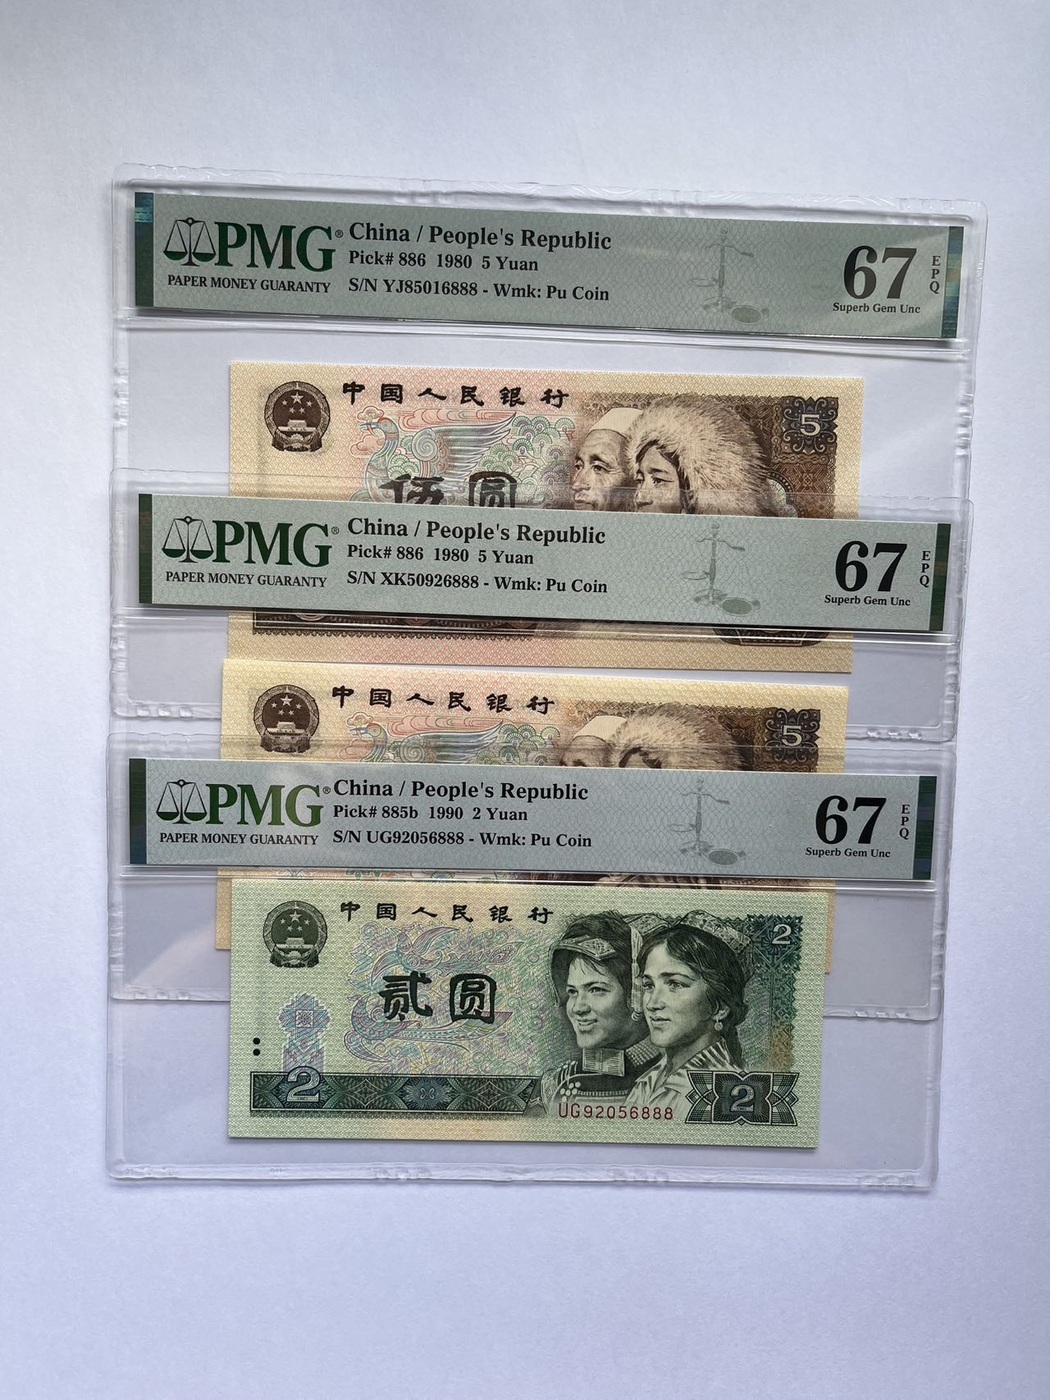 PMG®
PAPER MONEY GUARANTY
China / People's Republic
Pick# 886 1980 5 Yuan
S/N YJ85016888 - Wmk: Pu Coin
67
EPQ
Superb Gem Unc
中国人民银行
5
伍圆
PMG®
PAPER MONEY GUARANTY
China / People's Republic
Pick# 886 1980 5 Yuan
S/N XK50926888 - Wmk: Pu Coin
67
EPQ
Superb Gem Unc
中国人民银行
5
PMG®
PAPER MONEY GUARANTY
China / People's Republic
Pick# 885b 1990 2 Yuan
S/N UG92056888 - Wmk: Pu Coin
67
EPQ
Superb Gem Unc
中国人民银行
2
贰圆
2
UG92056888
2